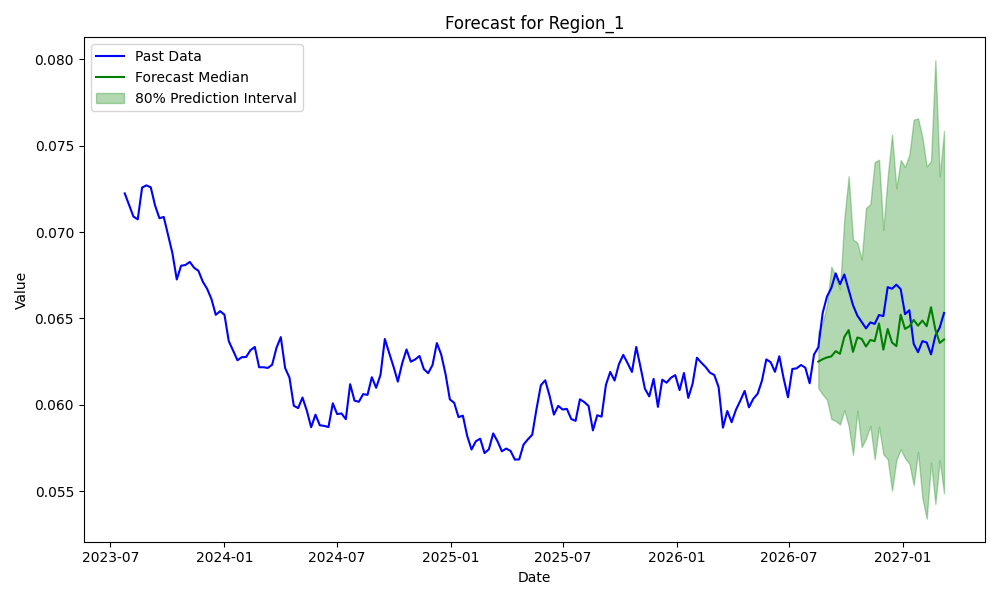 Forecast for Region_1
Past Data
Forecast Median
80% Prediction Interval
0.080
0.075
0.070
0.065
0.060
0.055
Value
2023-07
2024-01
2024-07
2025-01
2025-07
2026-01
2026-07
2027-01
Date